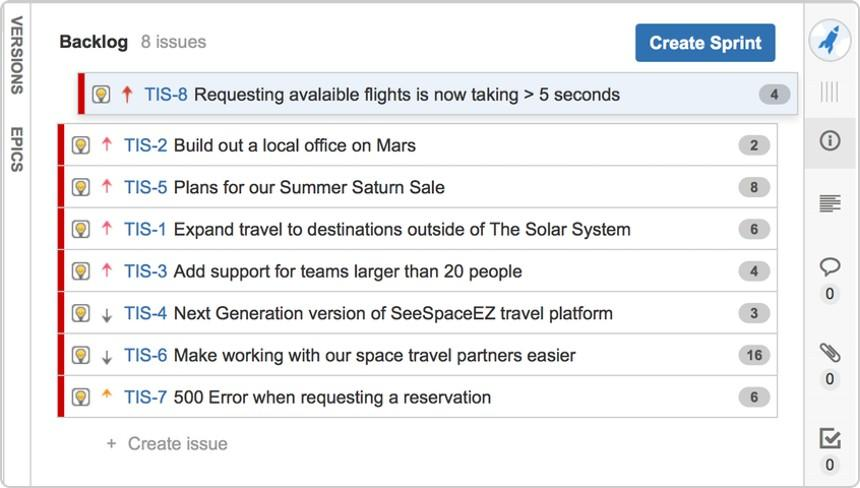 VERSIONS
EPICS
Backlog 8 issues
Create Sprint
TIS-8 Requesting avalaible flights is now taking > 5 seconds 4
TIS-2 Build out a local office on Mars 2
TIS-5 Plans for our Summer Saturn Sale 8
TIS-1 Expand travel to destinations outside of The Solar System 6
TIS-3 Add support for teams larger than 20 people 4
TIS-4 Next Generation version of SeeSpaceEZ travel platform 3
TIS-6 Make working with our space travel partners easier 16
TIS-7 500 Error when requesting a reservation 6
+ Create issue
0
0
0